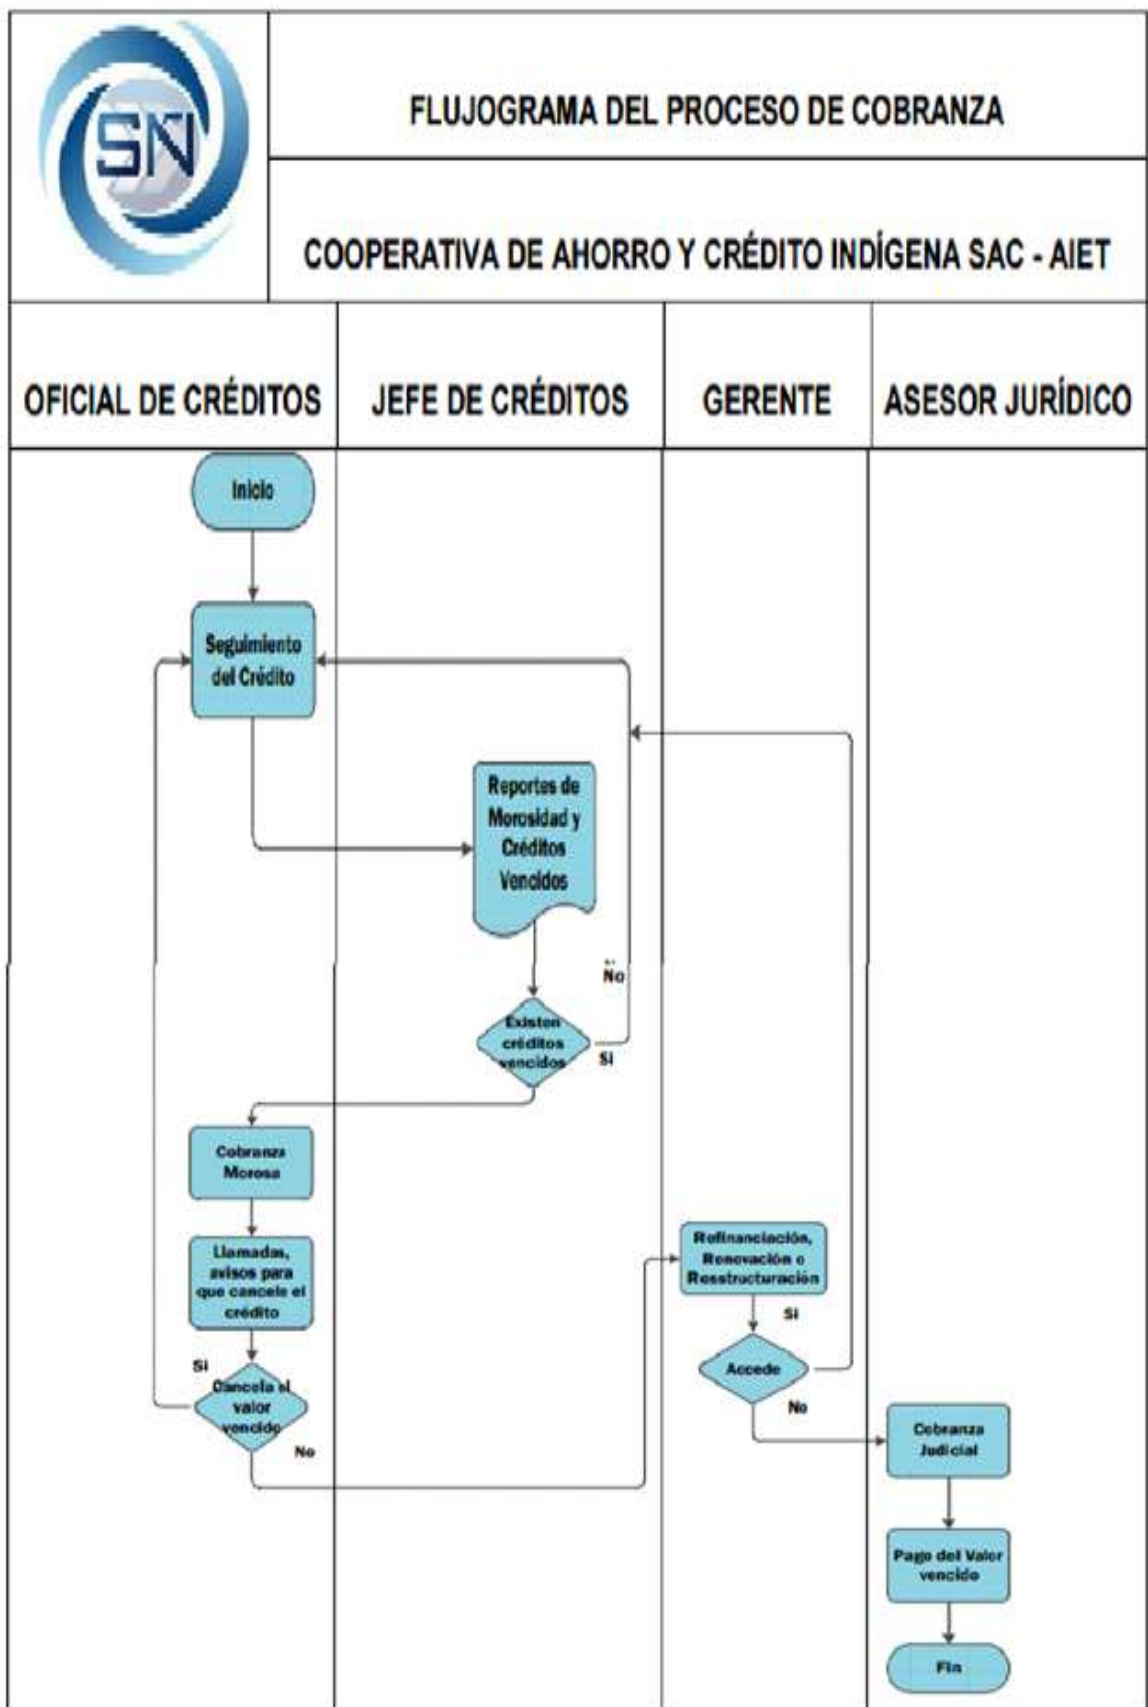 SN
FLUJOGRAMA DEL PROCESO DE COBRANZA
COOPERATIVA DE AHORRO Y CRÉDITO INDÍGENA SAC - AIET
OFICIAL DE CRÉDITOS
JEFE DE CRÉDITOS
GERENTE
ASESOR JURÍDICO
Inicio
Seguimiento
del Crédito
Reportes de
Morosidad y
Créditos
Vencidos
No
Existen
créditos
vencidos
Si
Cobranza
Morosa
Llamadas,
avisos para
que cancele el
crédito
Si
Cancela el
valor
vencido
No
Refinanciación,
Renovación o
Reestructuración
Si
Accede
No
Cobranza
Judicial
Pago del Valor
vencido
Fin